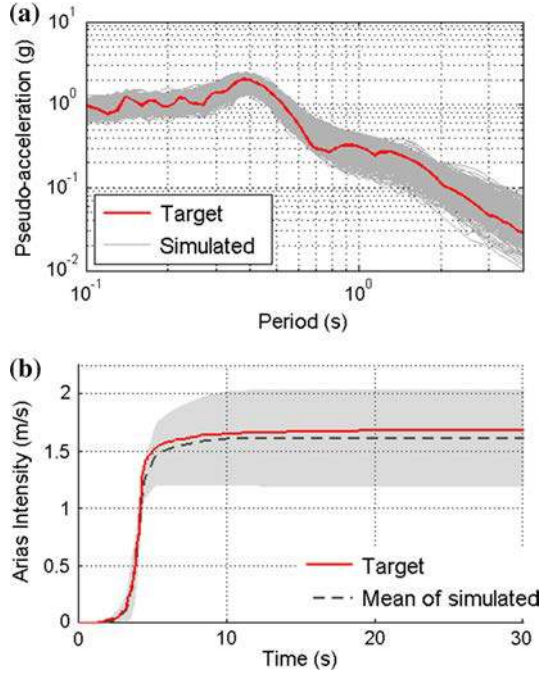 (a)
Pseudo-acceleration (g)
10¹
10⁰
10⁻¹
10⁻²
Target
Simulated
10⁻¹
10⁰
Period (s)
(b)
Arias Intensity (m/s)
2
1.5
1
0.5
0
Target
Mean of simulated
0
10
20
30
Time (s)